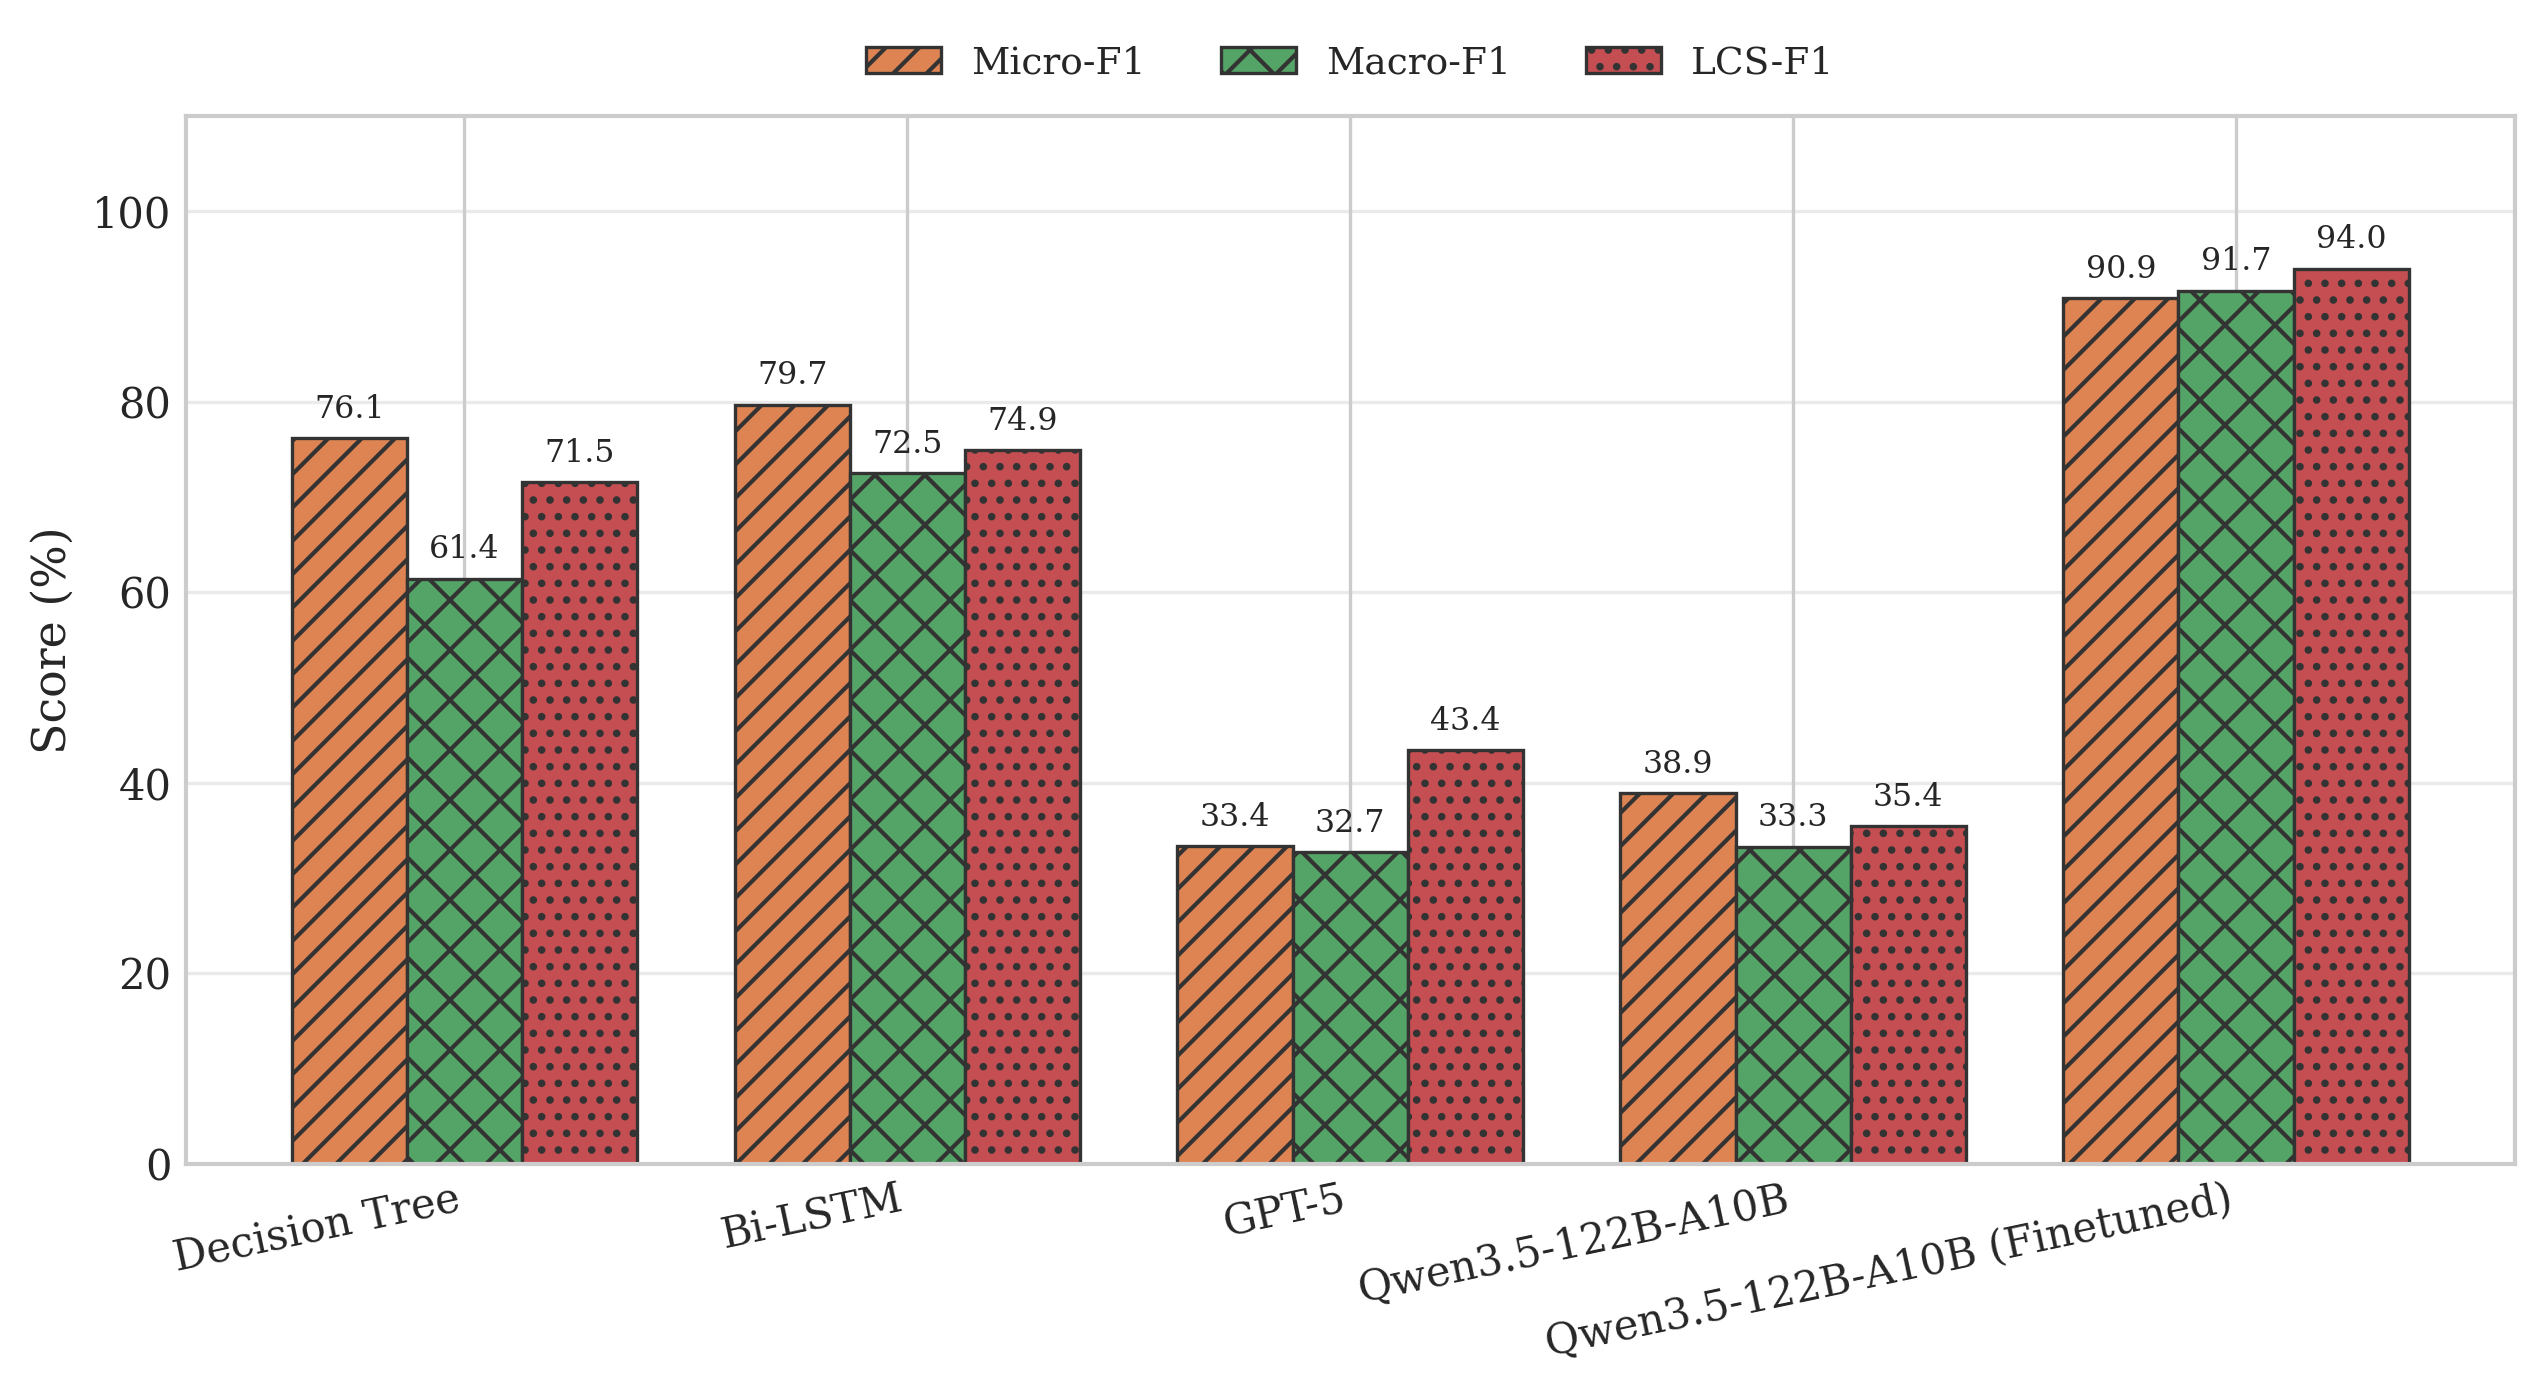 Micro-F1 Macro-F1 LCS-F1
Score (%)
100
80
60
40
20
0
76.1 61.4 71.5
79.7 72.5 74.9
33.4 32.7 43.4
38.9 33.3 35.4
90.9 91.7 94.0
Decision Tree
Bi-LSTM
GPT-5
Qwen3.5-122B-A10B
Qwen3.5-122B-A10B (Finetuned)